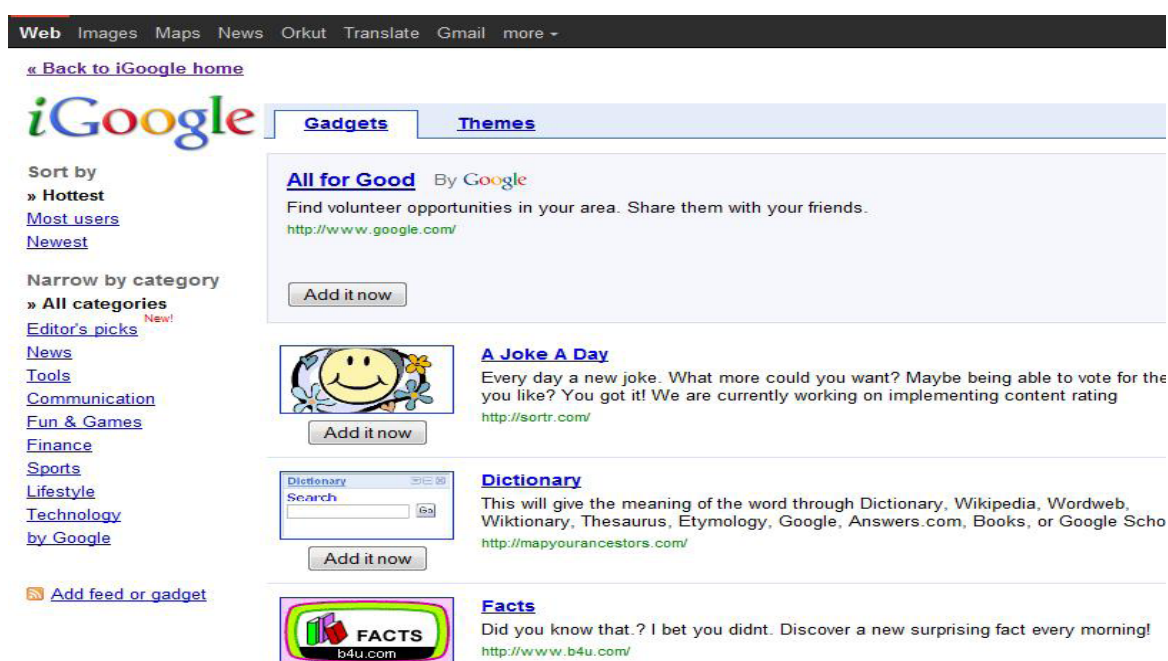 Web Images Maps News Orkut Translate Gmail more
« Back to iGoogle home
iGoogle
Gadgets Themes
Sort by
» Hottest
Most users
Newest
Narrow by category
» All categories
New!
Editor's picks
News
Tools
Communication
Fun & Games
Finance
Sports
Lifestyle
Technology
by Google
Add feed or gadget
All for Good By Google
Find volunteer opportunities in your area. Share them with your friends.
http://www.google.com/
Add it now
A Joke A Day
Every day a new joke. What more could you want? Maybe being able to vote for the
you like? You got it! We are currently working on implementing content rating
http://sortr.com/
Add it now
Dictionary
Search
Go
Dictionary
This will give the meaning of the word through Dictionary, Wikipedia, Wordweb,
Wiktionary, Thesaurus, Etymology, Google, Answers.com, Books, or Google Scho
http://mapyourancestors.com/
Add it now
FACTS
b4u.com
Facts
Did you know that.? I bet you didnt. Discover a new surprising fact every morning!
http://www.b4u.com/